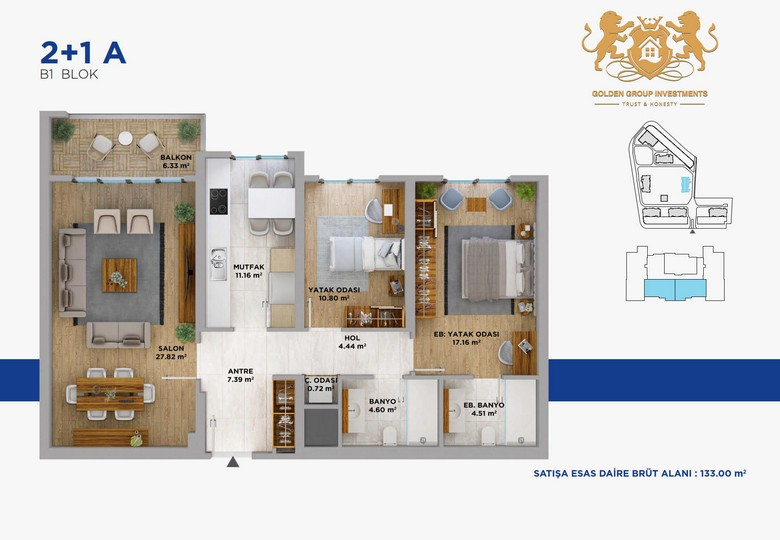 2+1 A
B1 BLOK
GOLDEN GROUP INVESTMENTS
TRUST & HONESTY
BALKON
6.33 m²
MUTFAK
11.16 m²
YATAK ODASI
10.80 m²
EB: YATAK ODASI
17.16 m²
SALON
27.82 m²
HOL
4.44 m²
ANTRE
7.39 m²
Ç. ODASI
0.72 m²
BANYO
4.60 m²
EB. BANYO
4.51 m²
SATIŞA ESAS DAİRE BRÜT ALANI : 133.00 m²